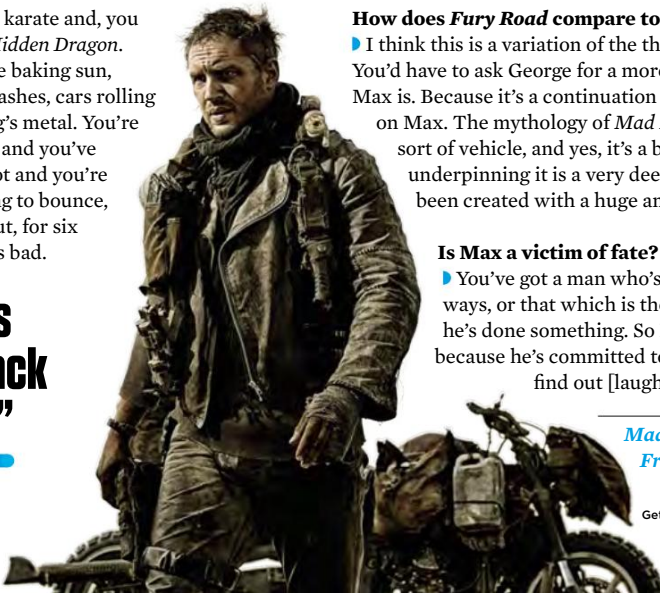 karate and, you
idden Dragon.
e baking sun,
ashes, cars rolling
g's metal. You're
and you've
ot and you're
g to bounce,
ut, for six
s bad.
s
ack
”
How does Fury Road compare to
I think this is a variation of the th
You'd have to ask George for a more
Max is. Because it's a continuation
on Max. The mythology of Mad
sort of vehicle, and yes, it's a b
underpinning it is a very dee
been created with a huge an
Is Max a victim of fate?
You've got a man who's
ways, or that which is the
he's done something. So
because he's committed to
find out [laugh
Mad
Fr
Get